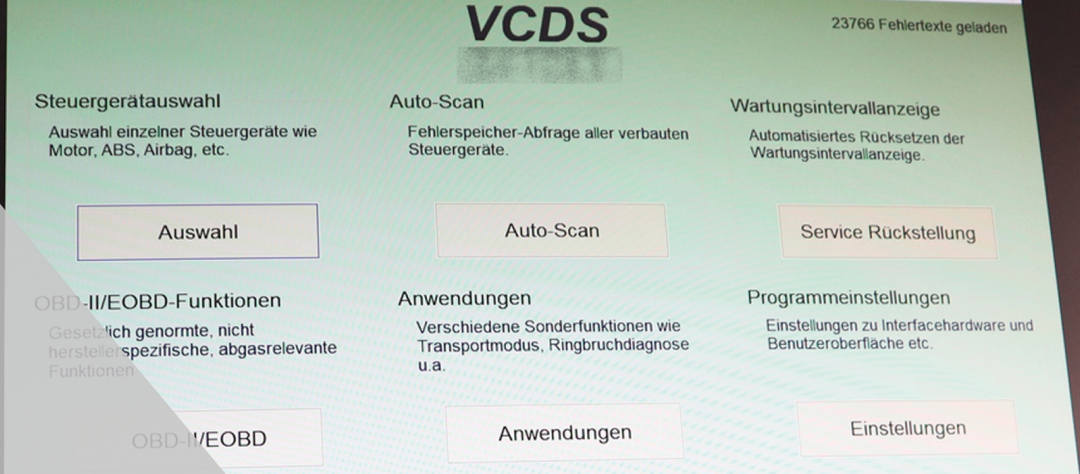 VCDS
23766 Fehlertexte geladen
Steuergerätauswahl
Auswahl einzelner Steuergeräte wie
Motor, ABS, Airbag, etc.
Auswahl
Auto-Scan
Fehlerspeicher-Abfrage aller verbauten
Steuergeräte.
Auto-Scan
Wartungsintervallanzeige
Automatisiertes Rücksetzen der
Wartungsintervallanzeige.
Service Rückstellung
OBD-II/EOBD-Funktionen
Gesetzlich genormte, nicht
herstellerspezifische, abgasrelevante
Funktionen
OBD-II/EOBD
Anwendungen
Verschiedene Sonderfunktionen wie
Transportmodus, Ringbruchdiagnose
u.a.
Anwendungen
Programmeinstellungen
Einstellungen zu Interfacehardware und
Benutzeroberfläche etc.
Einstellungen